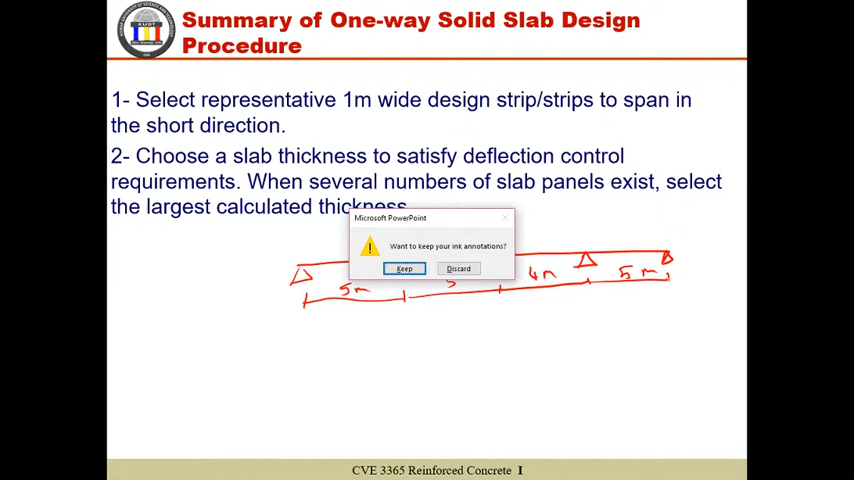 Summary of One-way Solid Slab Design
Procedure
1- Select representative 1m wide design strip/strips to span in
the short direction.
2- Choose a slab thickness to satisfy deflection control
requirements. When several numbers of slab panels exist, select
the largest calculated thickness.
Microsoft PowerPoint
Want to keep your ink annotations?
Keep
Discard
5m
4m
5m
CVE 3365 Reinforced Concrete I